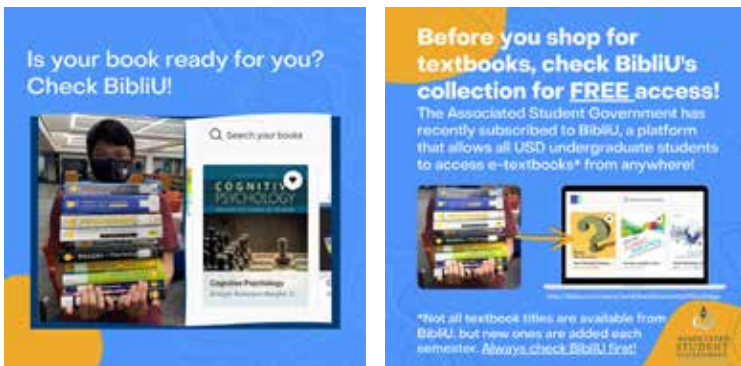 Is your book ready for you?
Check BibliU!
Search your books
COGNITIVE
PSYCHOLOGY
Cognitive Psychology
Before you shop for
textbooks, check BibliU's
collection for FREE access!
The Associated Student Government has
recently subscribed to BibliU, a platform
that allows all USD undergraduate students
to access e-textbooks* from anywhere!
*Not all textbook titles are available from
BibliU, but new ones are added each
semester. Always check BibliU first!
ASSOCIATED
STUDENT
GOVERNMENT